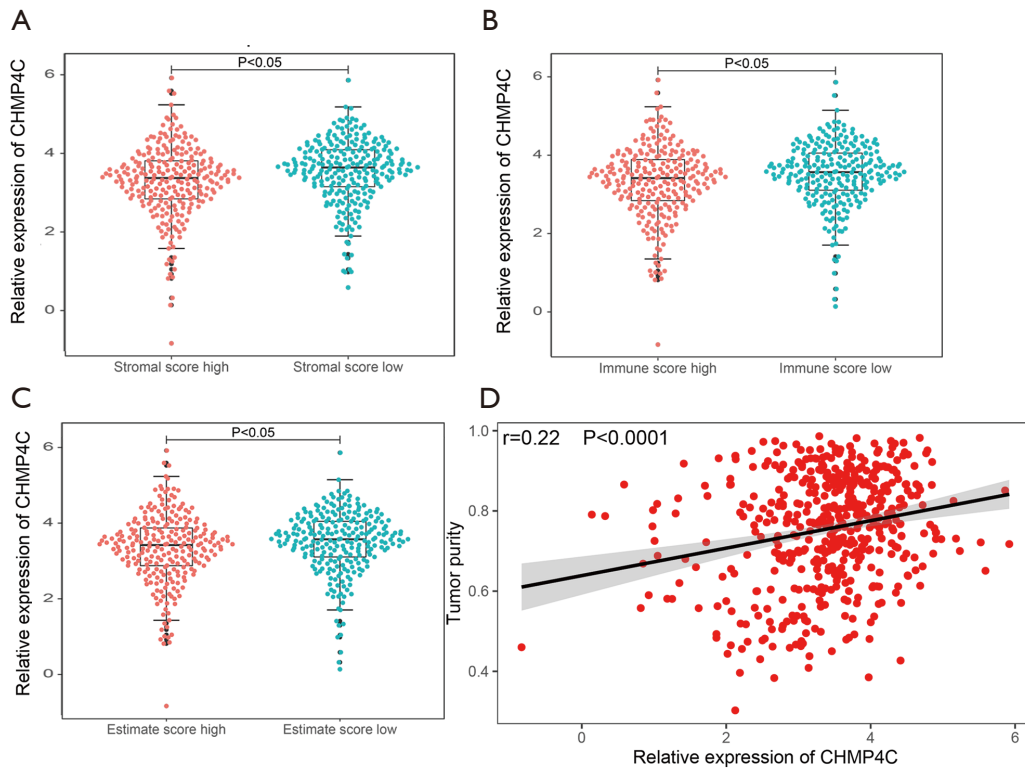 A
P<0.05
Relative expression of CHMP4C
6
4
2
0
Stromal score high
Stromal score low
B
P<0.05
Relative expression of CHMP4C
6
4
2
0
Immune score high
Immune score low
C
P<0.05
Relative expression of CHMP4C
6
4
2
0
Estimate score high
Estimate score low
D
r=0.22 P<0.0001
Tumor purity
1.0
0.8
0.6
0.4
0
2
4
6
Relative expression of CHMP4C